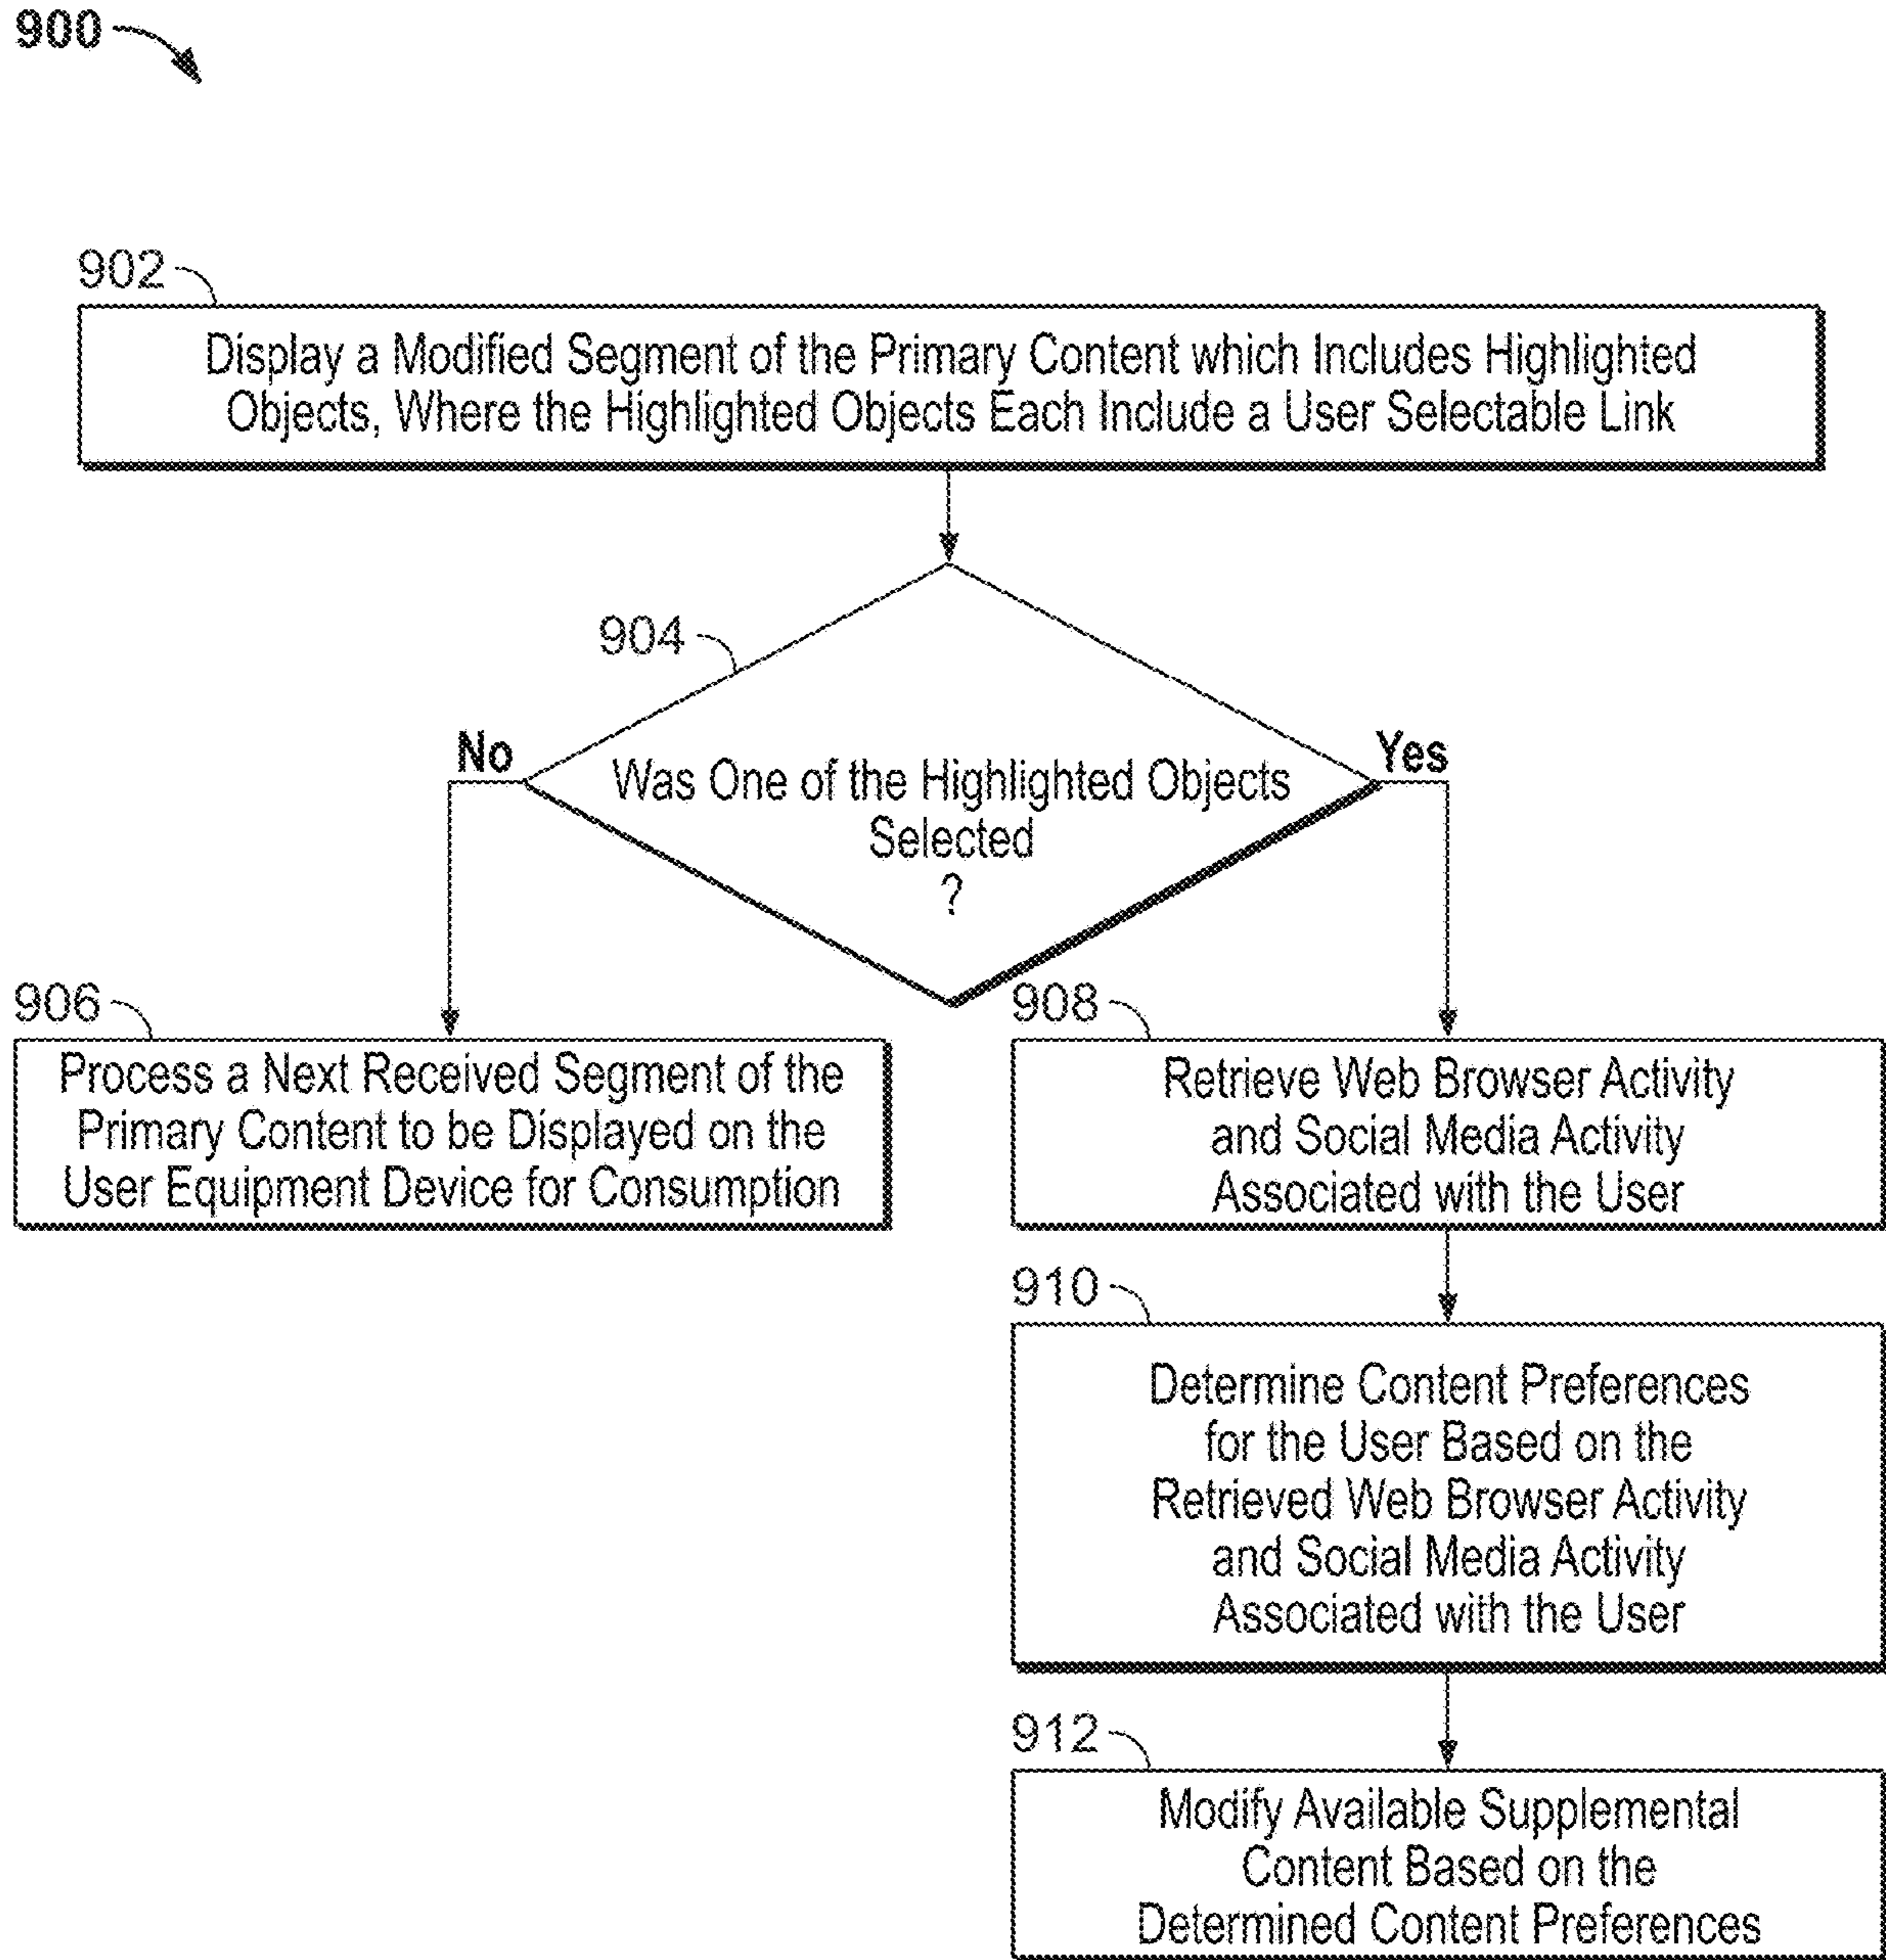 900
902
Display a Modified Segment of the Primary Content which Includes Highlighted
Objects, Where the Highlighted Objects Each Include a User Selectable Link
904
No
Yes
Was One of the Highlighted Objects
Selected
?
906
Process a Next Received Segment of the
Primary Content to be Displayed on the
User Equipment Device for Consumption
908
Retrieve Web Browser Activity
and Social Media Activity
Associated with the User
910
Determine Content Preferences
for the User Based on the
Retrieved Web Browser Activity
and Social Media Activity
Associated with the User
912
Modify Available Supplemental
Content Based on the
Determined Content Preferences